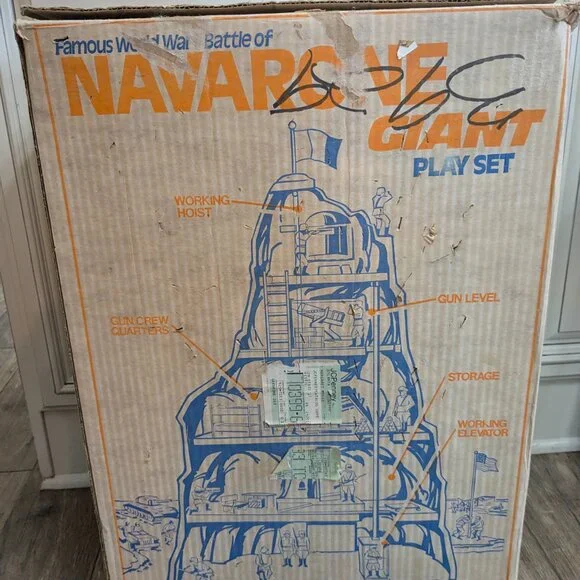 Famous World War Battle of
NAVARONE
GIANT
PLAY SET
WORKING
HOIST
GUN LEVEL
GUN CREW
QUARTERS
STORAGE
WORKING
ELEVATOR
JCPenney